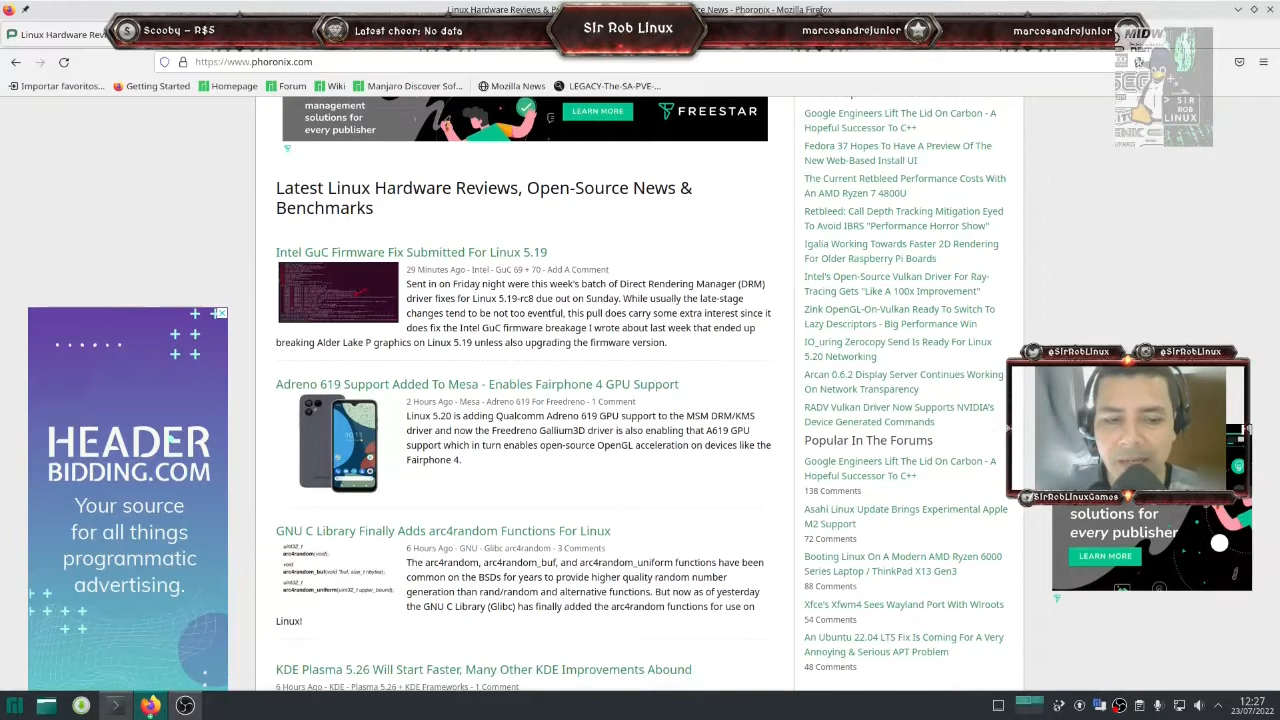 Linux Hardware Reviews &
News - Phoronix - Mozilla Firefox
Scooby - R$5
Latest cheer: No data
Sir Rob Linux
marcosandrejunior
marcosandrejunior
Linux Hardware Rev
https://www.phoronix.com
Importar favoritos...
Getting Started
Homepage
Forum
Wiki
Manjaro Discover Sof...
Mozilla News
LEGACY-The-SA-PVE-...
SIR
ROB
LINUX
management
solutions for
every publisher
LEARN MORE
FREESTAR
Latest Linux Hardware Reviews, Open-Source News &
Benchmarks
Intel GuC Firmware Fix Submitted For Linux 5.19
29 Minutes Ago - Intel - GuC 69 + 70 - Add A Comment
Sent in on Friday night were this week's batch of Direct Rendering Manager (DRM)
driver fixes for Linux 5.19-rc8 due out on Sunday. While usually the late-stage
changes tend to be not too eventful, this pull does carry some extra interest since it
does fix the Intel GuC firmware breakage I wrote about last week that ended up
breaking Alder Lake P graphics on Linux 5.19 unless also upgrading the firmware version.
Adreno 619 Support Added To Mesa - Enables Fairphone 4 GPU Support
2 Hours Ago - Mesa - Adreno 619 For Freedreno - 1 Comment
Linux 5.20 is adding Qualcomm Adreno 619 GPU support to the MSM DRM/KMS
driver and now the Freedreno Gallium3D driver is also enabling that A619 GPU
support which in turn enables open-source OpenGL acceleration on devices like the
Fairphone 4.
GNU C Library Finally Adds arc4random Functions For Linux
6 Hours Ago - GNU - Glibc arc4random - 3 Comments
uint32_t
arc4random(void);
void
arc4random_buf(void *buf, size_t nbytes);
uint32_t
arc4random_uniform(uint32_t upper_bound);
The arc4random, arc4random_buf, and arc4random_uniform functions have been
common on the BSDs for years to provide higher quality random number
generation than rand/random and alternative functions. But now as of yesterday
the GNU C Library (Glibc) has finally added the arc4random functions for use on
Linux!
KDE Plasma 5.26 Will Start Faster, Many Other KDE Improvements Abound
6 Hours Ago - KDE - Plasma 5.26 + KDE Frameworks - 1 Comment
Google Engineers Lift The Lid On Carbon - A
Hopeful Successor To C++
Fedora 37 Hopes To Have A Preview Of The
New Web-Based Install UI
The Current Retbleed Performance Costs With
An AMD Ryzen 7 4800U
Retbleed: Call Depth Tracking Mitigation Eyed
To Avoid IBRS "Performance Horror Show"
Igalia Working Towards Faster 2D Rendering
For Older Raspberry Pi Boards
Intel's Open-Source Vulkan Driver For Ray-
Tracing Gets "Like A 100x Improvement"
Zink OpenGL-On-Vulkan Ready To Switch To
Lazy Descriptors - Big Performance Win
IO_uring Zerocopy Send Is Ready For Linux
5.20 Networking
Arcan 0.6.2 Display Server Continues Working
On Network Transparency
RADV Vulkan Driver Now Supports NVIDIA's
Device Generated Commands
Popular In The Forums
Google Engineers Lift The Lid On Carbon - A
Hopeful Successor To C++
138 Comments
Asahi Linux Update Brings Experimental Apple
M2 Support
72 Comments
Booting Linux On A Modern AMD Ryzen 6000
Series Laptop / ThinkPad X13 Gen3
88 Comments
Xfce's Xfwm4 Sees Wayland Port With Wlroots
54 Comments
An Ubuntu 22.04 LTS Fix Is Coming For A Very
Annoying & Serious APT Problem
48 Comments
HEADER
BIDDING.COM
Your source
for all things
programmatic
advertising.
@SirRobLinux
@SirRobLinux
SirRobLinuxGames
solutions for
every publisher
LEARN MORE
12:27
23/07/2022